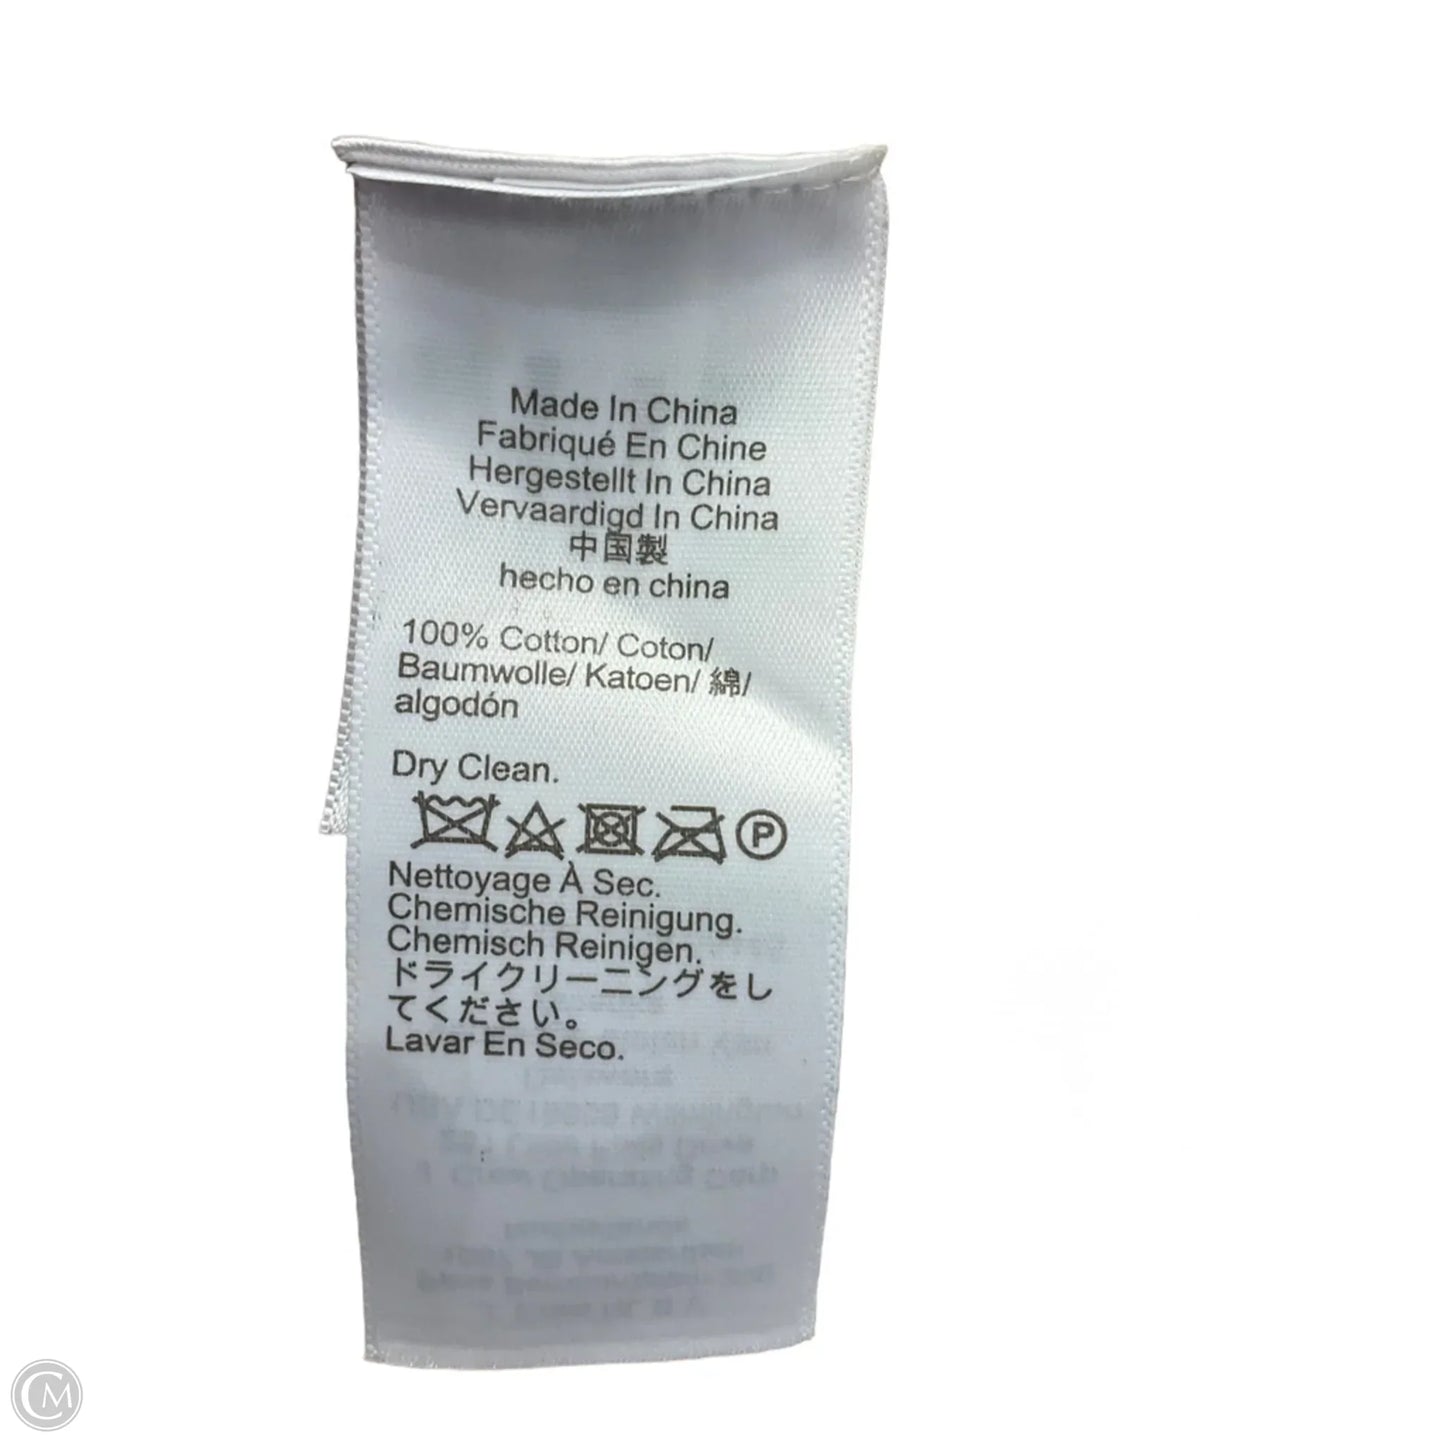 Made In China
Fabriqué En Chine
Hergestellt In China
Vervaardigd In China
中国製
hecho en china
100% Cotton/ Coton/
Baumwolle/ Katoen/ 綿/
algodón
Dry Clean.
P
Nettoyage À Sec.
Chemische Reinigung.
Chemisch Reinigen.
ドライクリーニングをし
てください。
Lavar En Seco.
CM